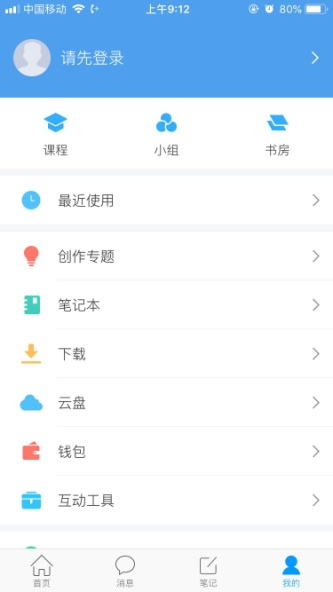 中国移动 上午9:12 80%
请先登录
课程 小组 书房
最近使用
创作专题
笔记本
下载
云盘
钱包
互动工具
首页 消息 笔记 我的